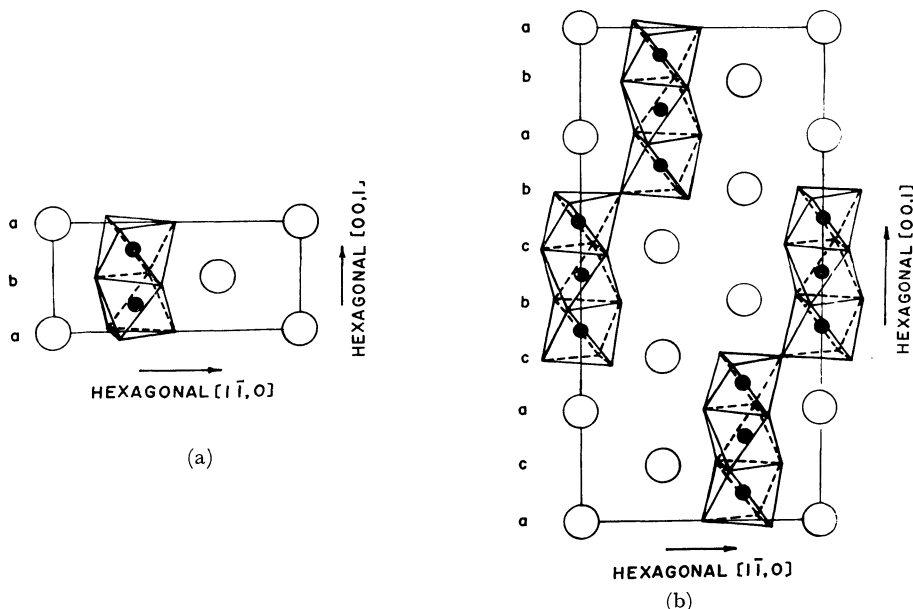 a
b
a
HEXAGONAL [00,1]
HEXAGONAL [1 1̄,0]
(a)
a
b
a
b
c
b
c
a
c
a
HEXAGONAL [00,1]
HEXAGONAL [1 1̄,0]
(b)